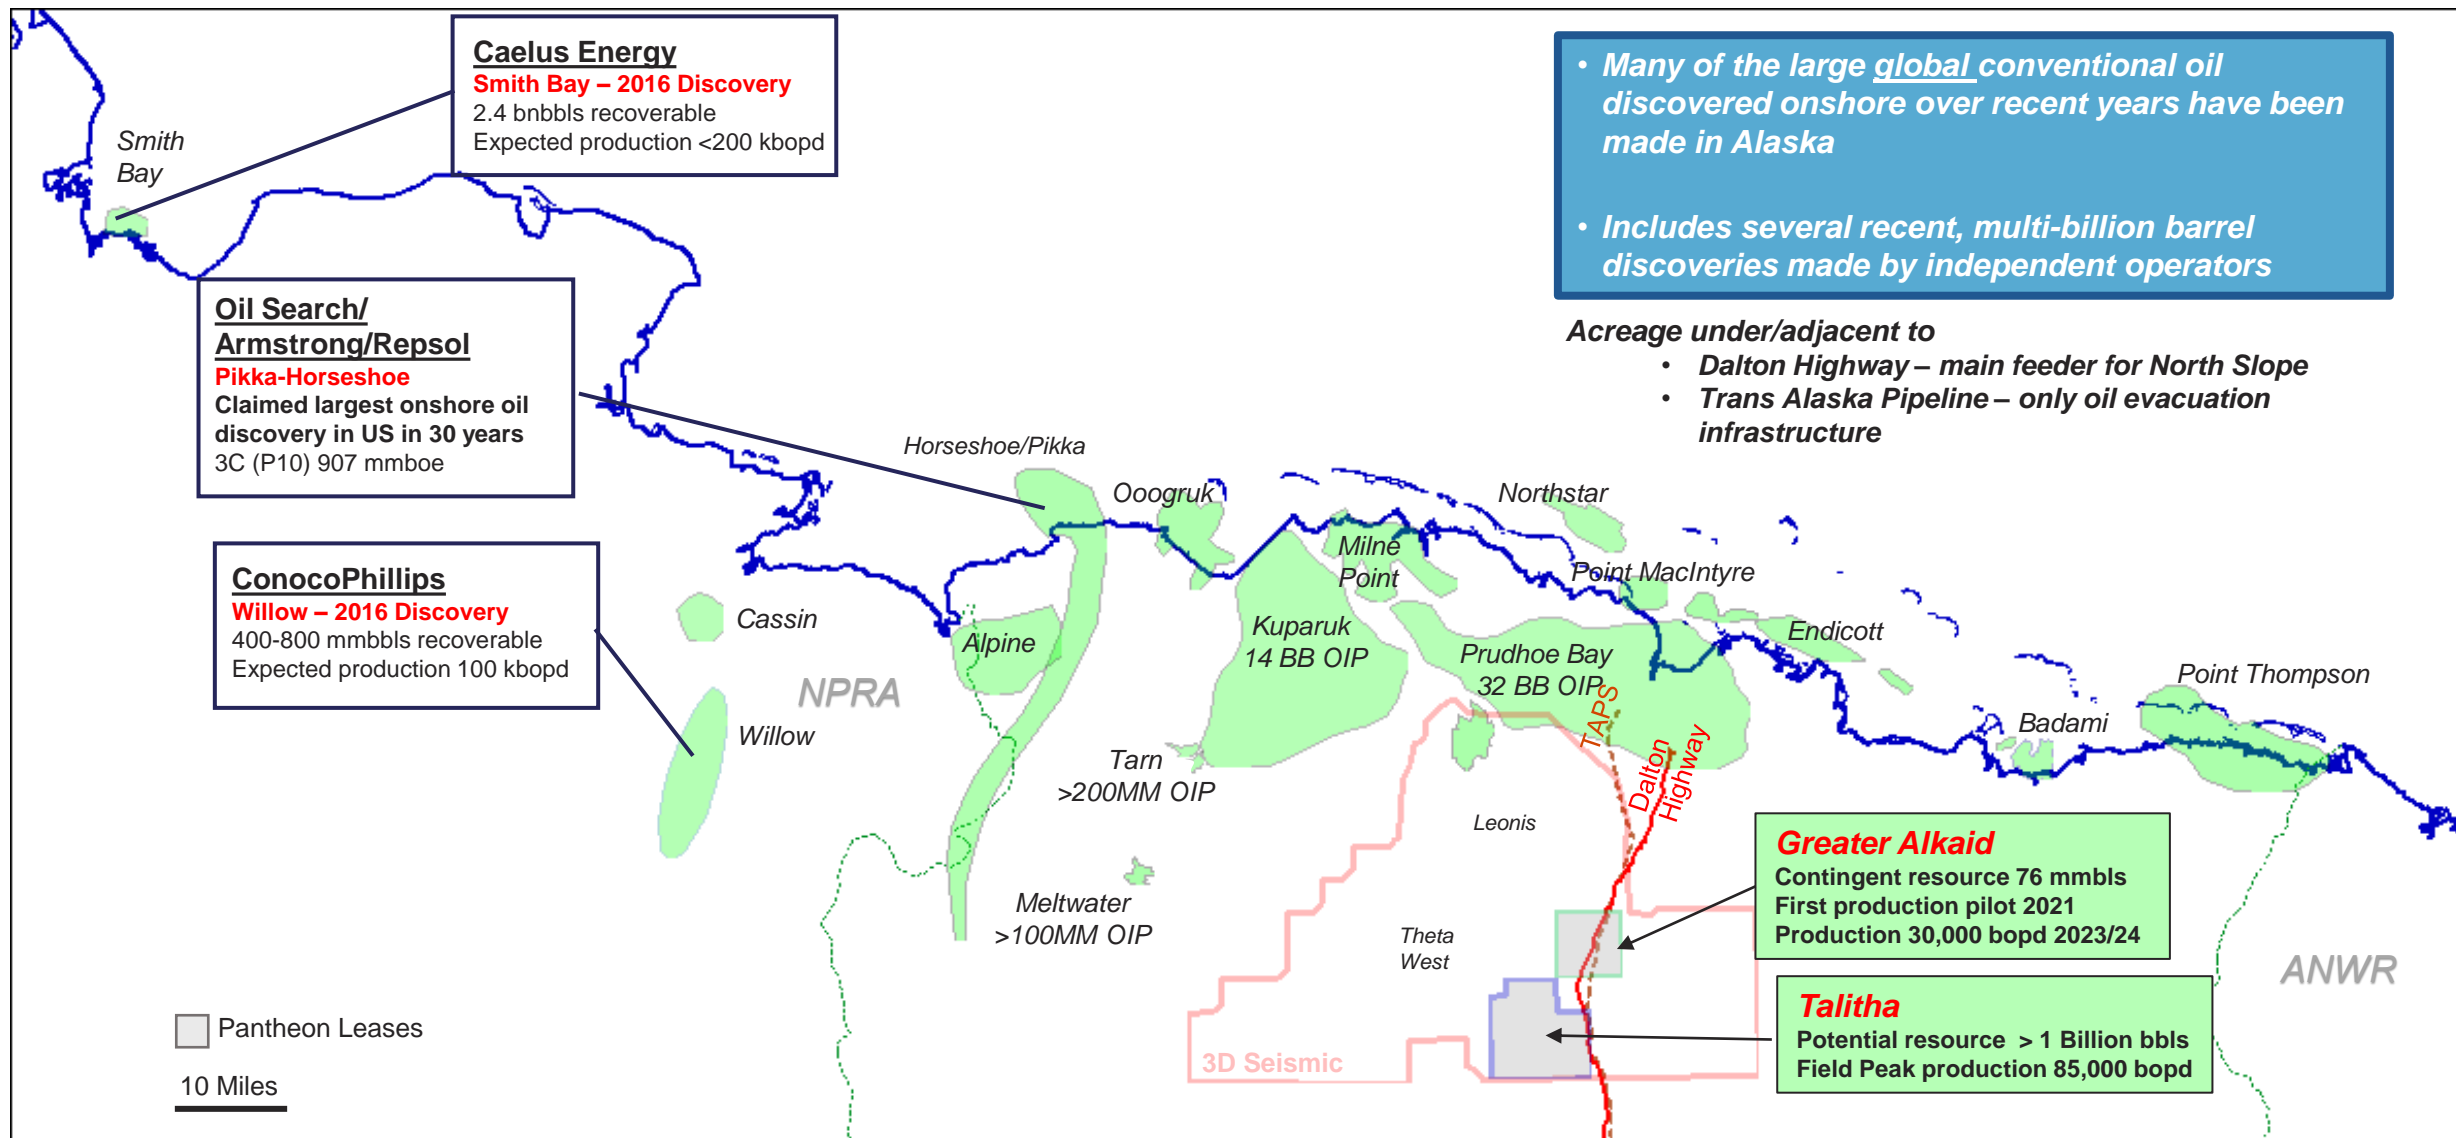 Caelus Energy
Smith Bay – 2016 Discovery
2.4 bnbbls recoverable
Expected production <200 kbopd
• Many of the large global conventional oil
discovered onshore over recent years have been
made in Alaska
• Includes several recent, multi-billion barrel
discoveries made by independent operators
Smith
Bay
Oil Search/
Armstrong/Repsol
Pikka-Horseshoe
Claimed largest onshore oil
discovery in US in 30 years
3C (P10) 907 mmboe
Acreage under/adjacent to
• Dalton Highway – main feeder for North Slope
• Trans Alaska Pipeline – only oil evacuation
infrastructure
Horseshoe/Pikka
Ooogruk
Northstar
Milne
Point
Point MacIntyre
ConocoPhillips
Willow – 2016 Discovery
400-800 mmbbls recoverable
Expected production 100 kbopd
Cassin
Alpine
Kuparuk
14 BB OIP
Prudhoe Bay
32 BB OIP
Endicott
Point Thompson
NPRA
Willow
TAPS
Dalton
Highway
Badami
Tarn
>200MM OIP
Leonis
Meltwater
>100MM OIP
Theta
West
Greater Alkaid
Contingent resource 76 mmbls
First production pilot 2021
Production 30,000 bopd 2023/24
ANWR
Talitha
Potential resource > 1 Billion bbls
Field Peak production 85,000 bopd
3D Seismic
Pantheon Leases
10 Miles